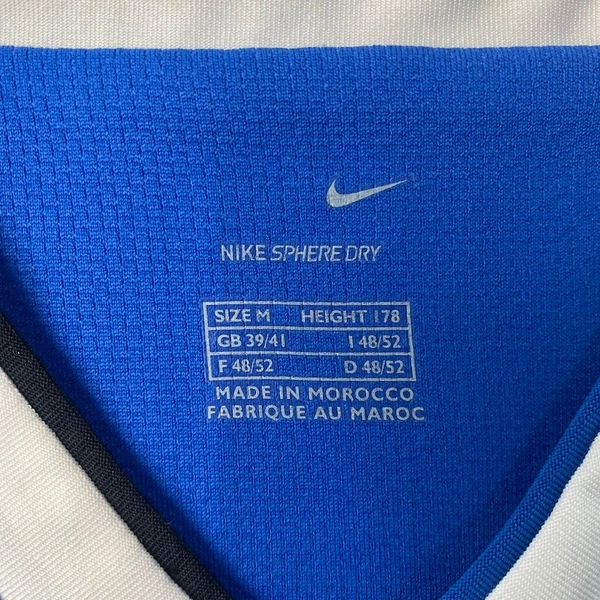 NIKE SPHERE DRY
SIZE M HEIGHT 178
GB 39/41 I 48/52
F 48/52 D 48/52
MADE IN MOROCCO
FABRIQUE AU MAROC